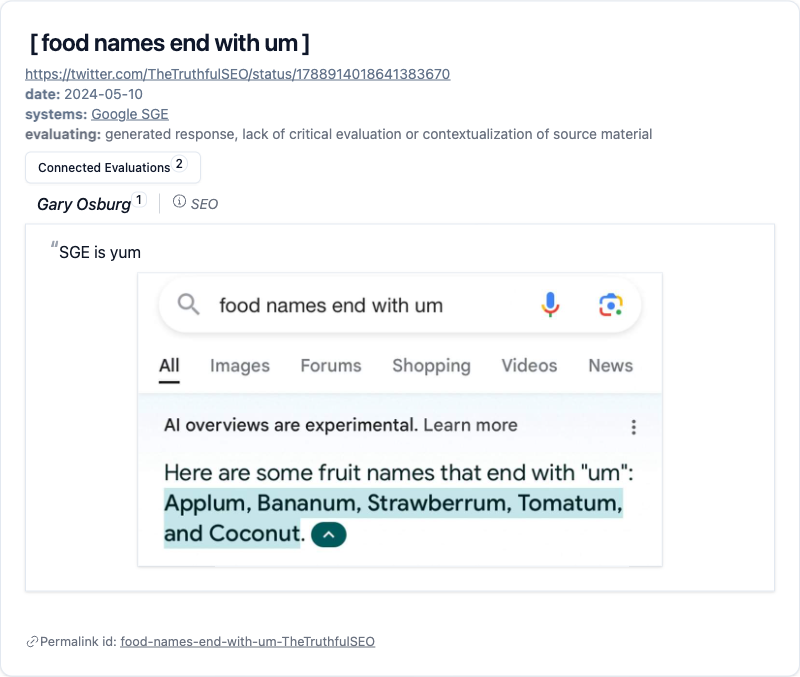 [food names end with um]
https://twitter.com/TheTruthfulSEO/status/1788914018641383670
date: 2024-05-10
systems: Google SGE
evaluating: generated response, lack of critical evaluation or contextualization of source material
Connected Evaluations 2
Gary Osburg 1 SEO
“SGE is yum
food names end with um
All Images Forums Shopping Videos News
AI overviews are experimental. Learn more
Here are some fruit names that end with "um":
Applum, Bananum, Strawberrum, Tomatum,
and Coconut.
Permalink id: food-names-end-with-um-TheTruthfulSEO